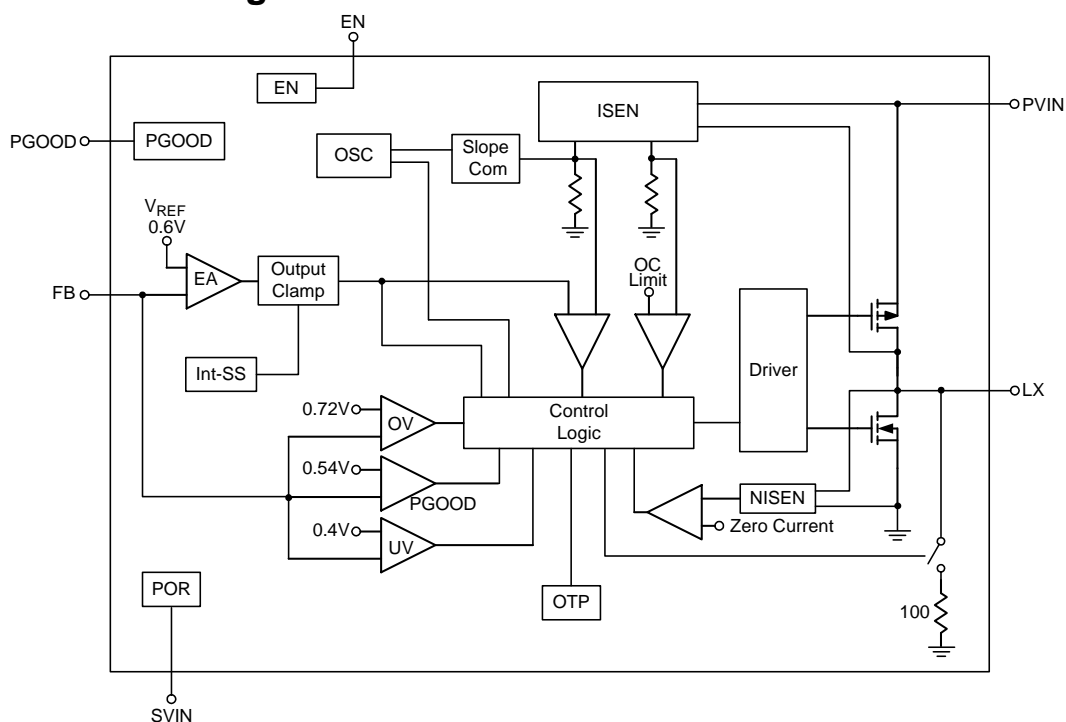 g
EN
EN
ISEN
PVIN
PGOOD
PGOOD
OSC
Slope
Com
VREF
0.6V
EA
Output
Clamp
OC
Limit
FB
Int-SS
Driver
LX
0.72V
OV
Control
Logic
0.54V
PGOOD
NISEN
0.4V
UV
Zero Current
POR
OTP
100
SVIN